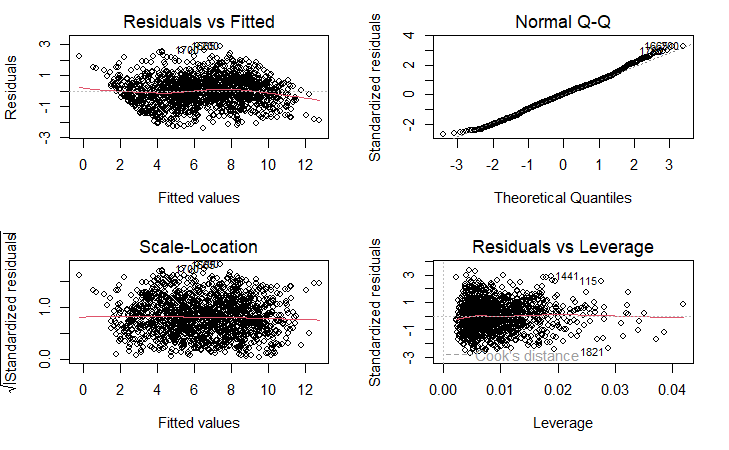 Residuals vs Fitted
Residuals
3
1
-1
-3
1700
0 2 4 6 8 10 12
Fitted values
Normal Q-Q
Standardized residuals
4
2
0
-2
-3 -2 -1 0 1 2 3
Theoretical Quantiles
Scale-Location
√|Standardized residuals|
1.0
0.0
1700
0 2 4 6 8 10 12
Fitted values
Residuals vs Leverage
Standardized residuals
3
1
-1
-3
1441
115
1821
Cook's distance
0.00 0.01 0.02 0.03 0.04
Leverage